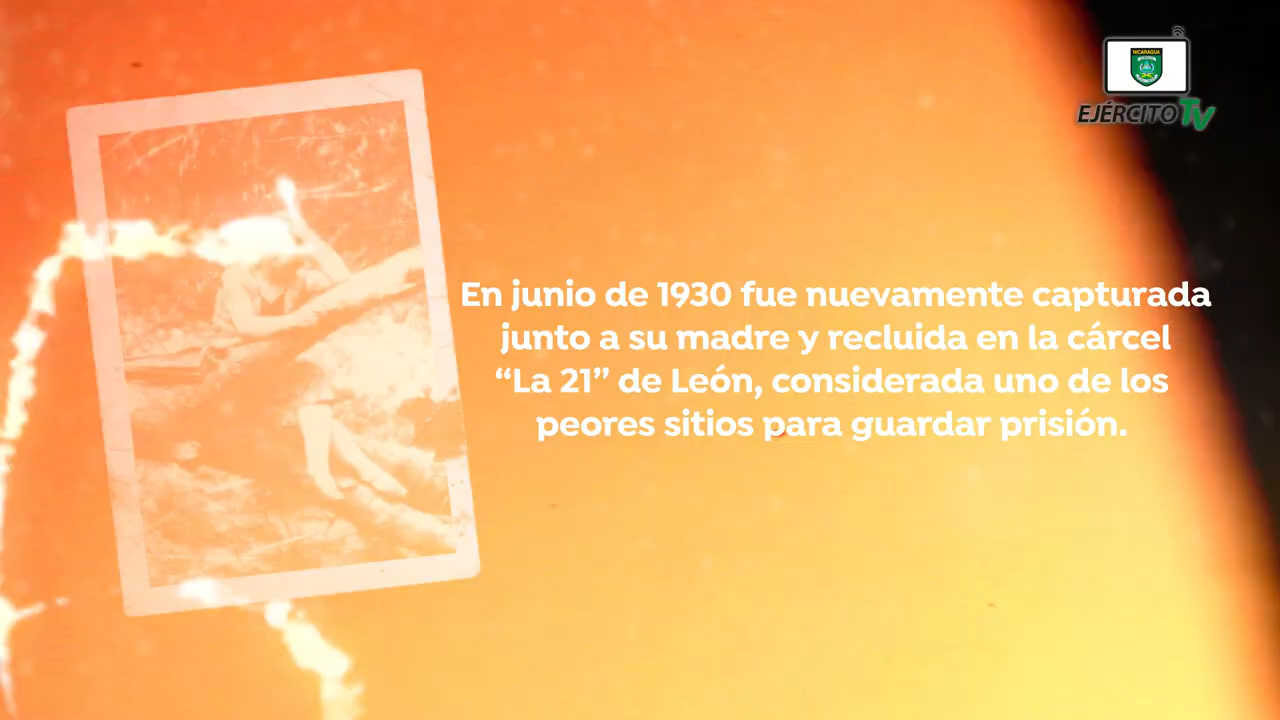 NICARAGUA
EJÉRCITO TV
En junio de 1930 fue nuevamente capturada
junto a su madre y recluida en la cárcel
“La 21” de León, considerada uno de los
peores sitios para guardar prisión.